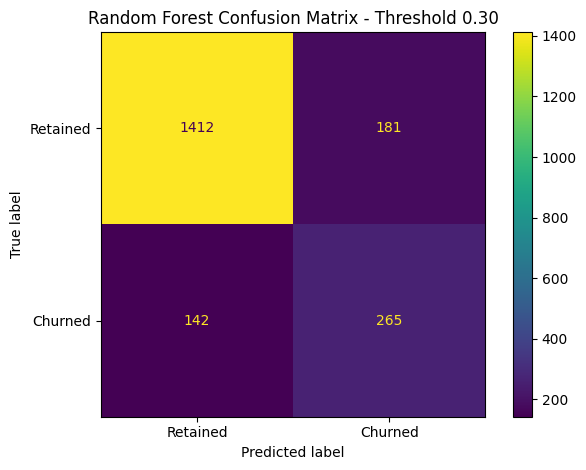 Random Forest Confusion Matrix - Threshold 0.30
True label
Retained
1412
181
Churned
142
265
Retained
Churned
Predicted label
1400
1200
1000
800
600
400
200